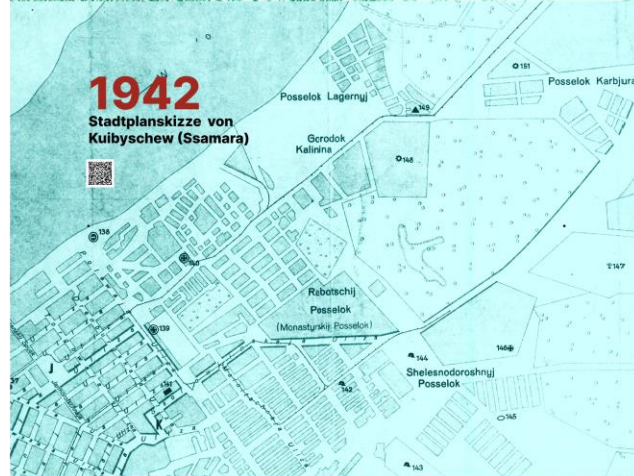 1942
Stadtplanskizze von
Kuibyschew (Ssamara)
151
Posselok Lagernyj
Posselok Karbjura
149
Gorodok
Kalinina
148
138
140
147
Rabotschij
Posselok
(Monastyrskij Posselok)
139
146
144
Shelesnodoroshnyj
Posselok
J
142
145
K
143